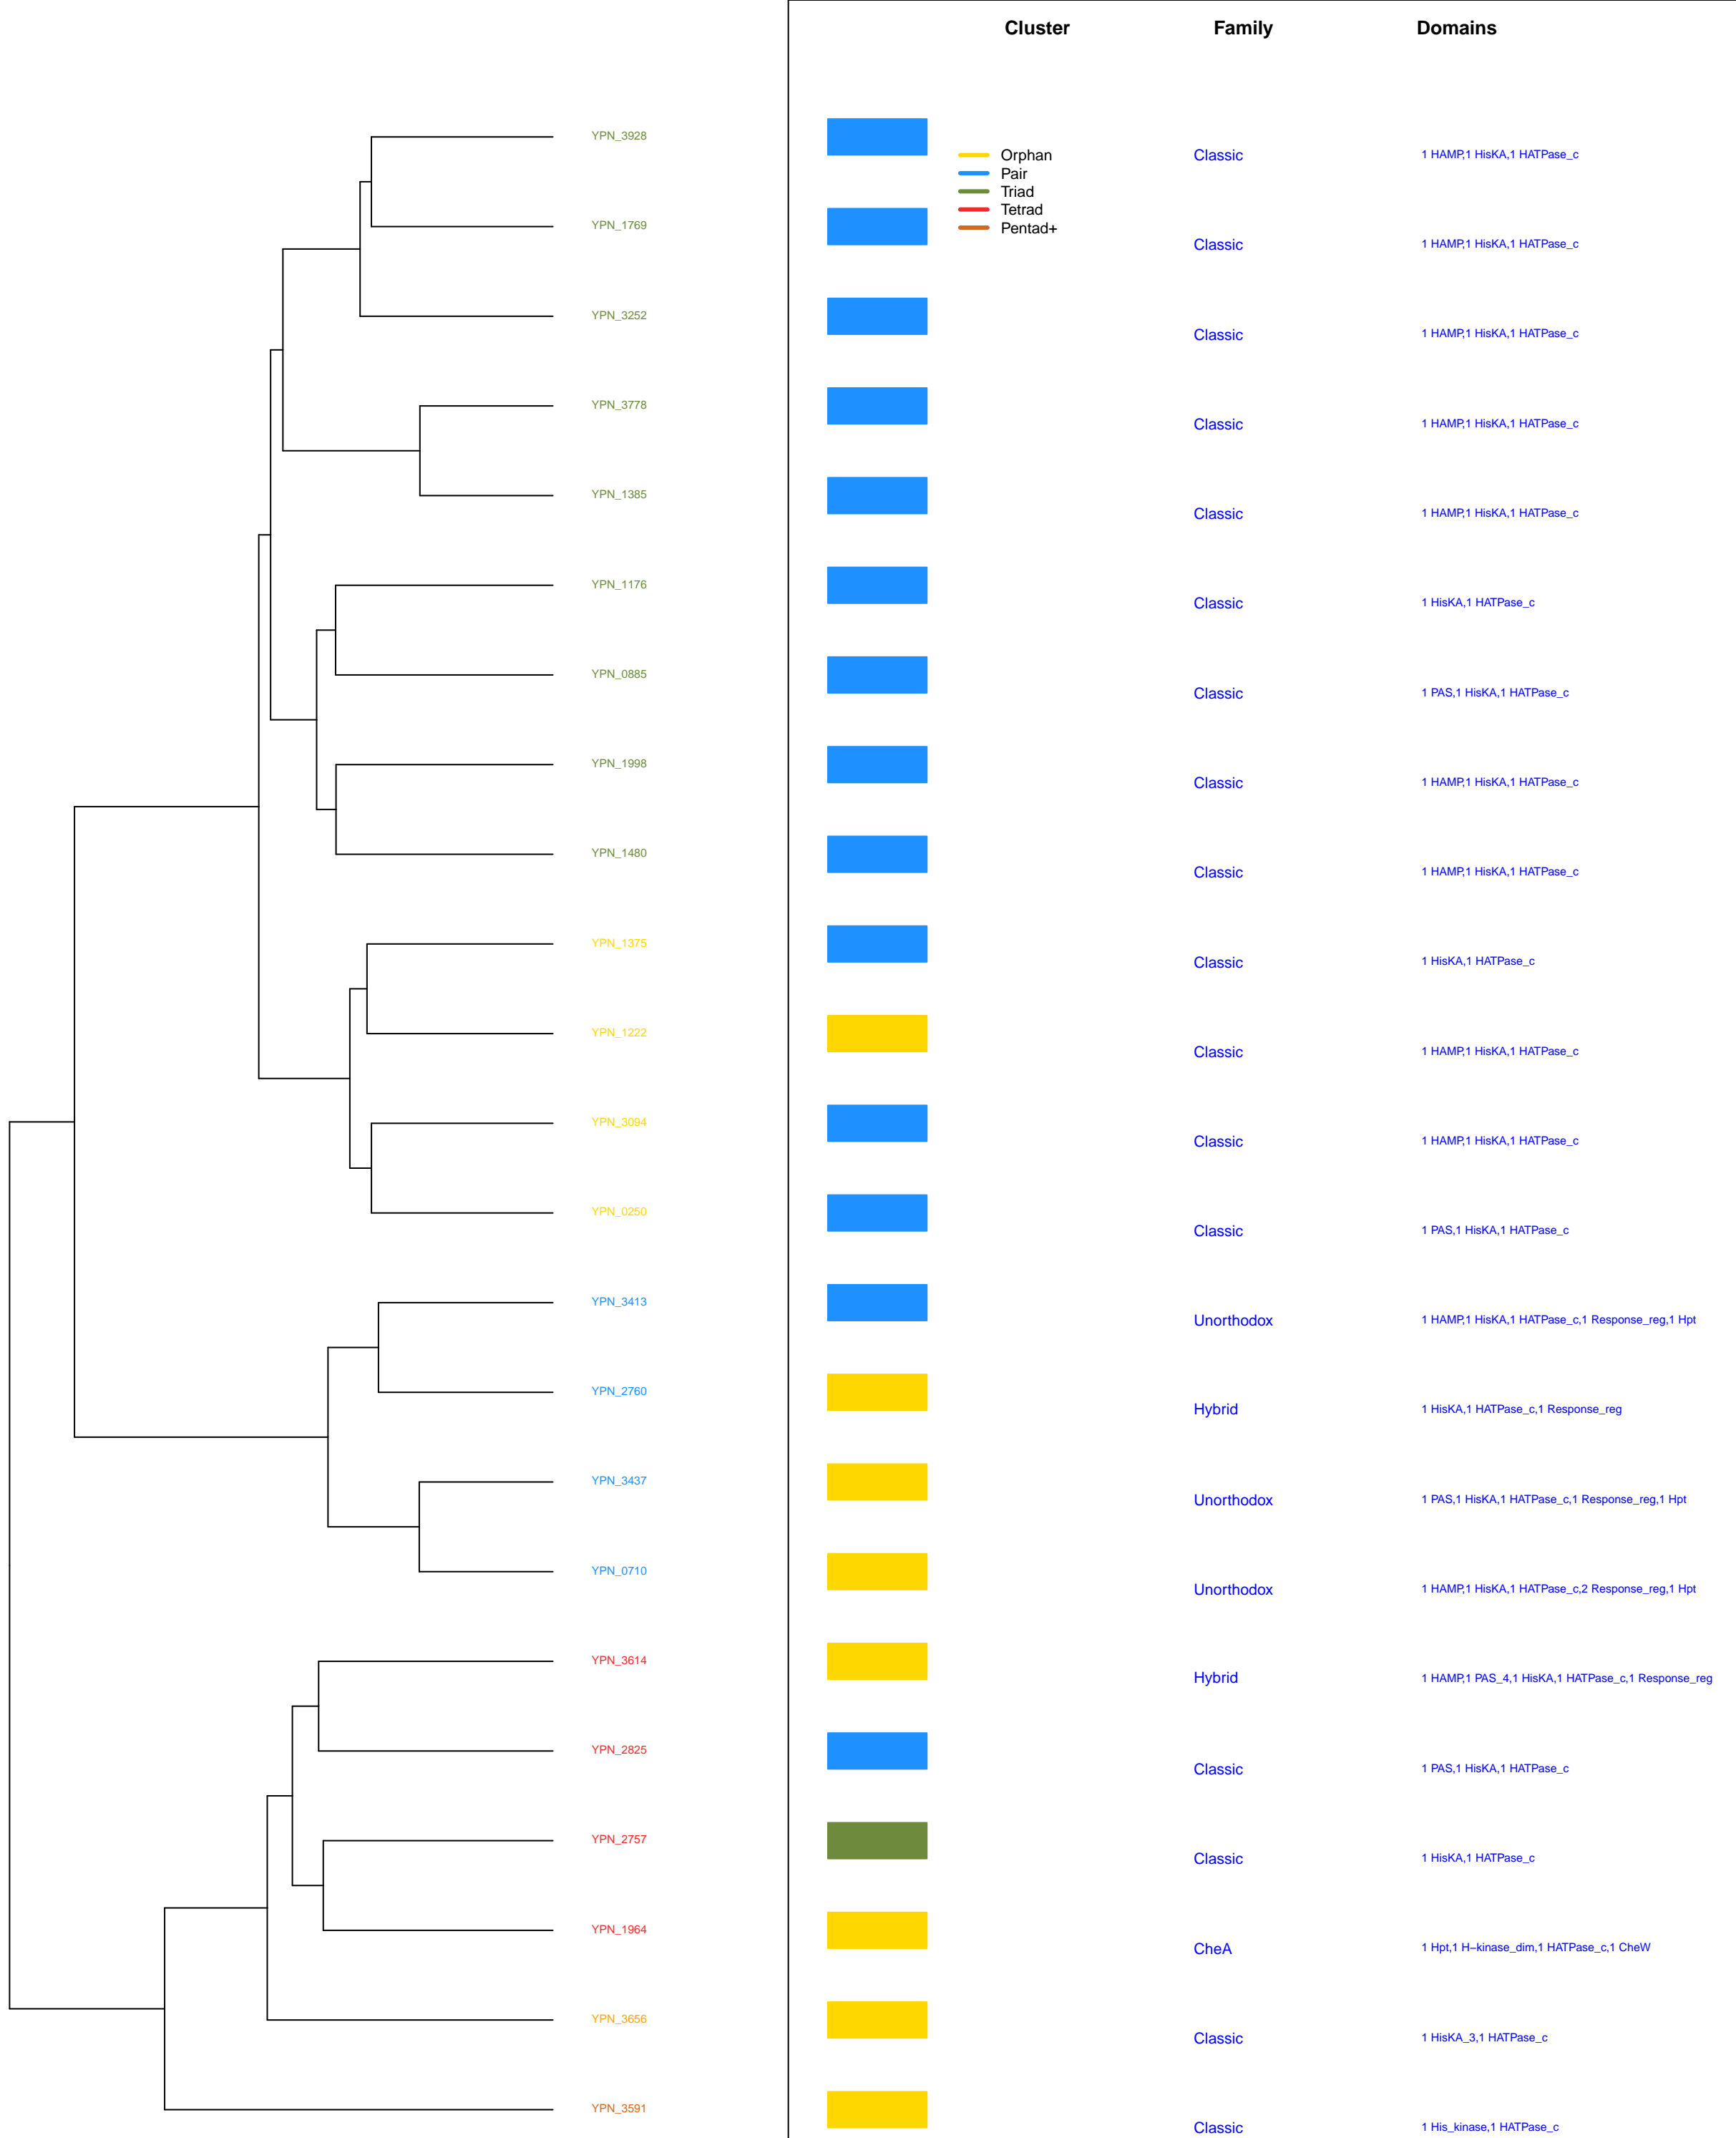 Cluster Family Domains
YPN_3928
Orphan
Classic 1 HAMP,1 HisKA,1 HATPase_c
Pair
Triad
Tetrad
YPN_1769
Pentad+
Classic 1 HAMP,1 HisKA,1 HATPase_c
YPN_3252
Classic 1 HAMP,1 HisKA,1 HATPase_c
YPN_3778
Classic 1 HAMP,1 HisKA,1 HATPase_c
YPN_1385
Classic 1 HAMP,1 HisKA,1 HATPase_c
YPN_1176
Classic 1 HisKA,1 HATPase_c
YPN_0885
Classic 1 PAS,1 HisKA,1 HATPase_c
YPN_1998
Classic 1 HAMP,1 HisKA,1 HATPase_c
YPN_1480
Classic 1 HAMP,1 HisKA,1 HATPase_c
YPN_1375
Classic 1 HisKA,1 HATPase_c
YPN_1222
Classic 1 HAMP,1 HisKA,1 HATPase_c
YPN_3094
Classic 1 HAMP,1 HisKA,1 HATPase_c
YPN_0250
Classic 1 PAS,1 HisKA,1 HATPase_c
YPN_3413
Unorthodox 1 HAMP,1 HisKA,1 HATPase_c,1 Response_reg,1 Hpt
YPN_2760
Hybrid 1 HisKA,1 HATPase_c,1 Response_reg
YPN_3437
Unorthodox 1 PAS,1 HisKA,1 HATPase_c,1 Response_reg,1 Hpt
YPN_0710
Unorthodox 1 HAMP,1 HisKA,1 HATPase_c,2 Response_reg,1 Hpt
YPN_3614
Hybrid 1 HAMP,1 PAS_4,1 HisKA,1 HATPase_c,1 Response_reg
YPN_2825
Classic 1 PAS,1 HisKA,1 HATPase_c
YPN_2757
Classic 1 HisKA,1 HATPase_c
YPN_1964
CheA 1 Hpt,1 H−kinase_dim,1 HATPase_c,1 CheW
YPN_3656
Classic 1 HisKA_3,1 HATPase_c
YPN_3591
Classic 1 His_kinase,1 HATPase_c